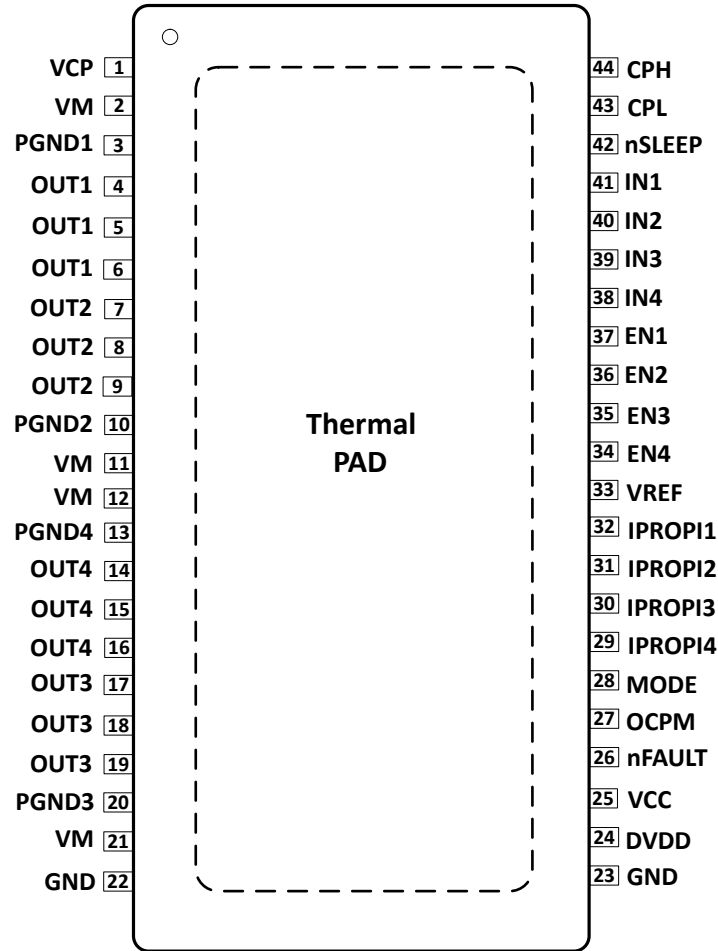 VCP 1
VM 2
PGND1 3
OUT1 4
OUT1 5
OUT1 6
OUT2 7
OUT2 8
OUT2 9
PGND2 10
VM 11
VM 12
PGND4 13
OUT4 14
OUT4 15
OUT4 16
OUT3 17
OUT3 18
OUT3 19
PGND3 20
VM 21
GND 22
Thermal
PAD
44 CPH
43 CPL
42 nSLEEP
41 IN1
40 IN2
39 IN3
38 IN4
37 EN1
36 EN2
35 EN3
34 EN4
33 VREF
32 IPROPI1
31 IPROPI2
30 IPROPI3
29 IPROPI4
28 MODE
27 OCPM
26 nFAULT
25 VCC
24 DVDD
23 GND